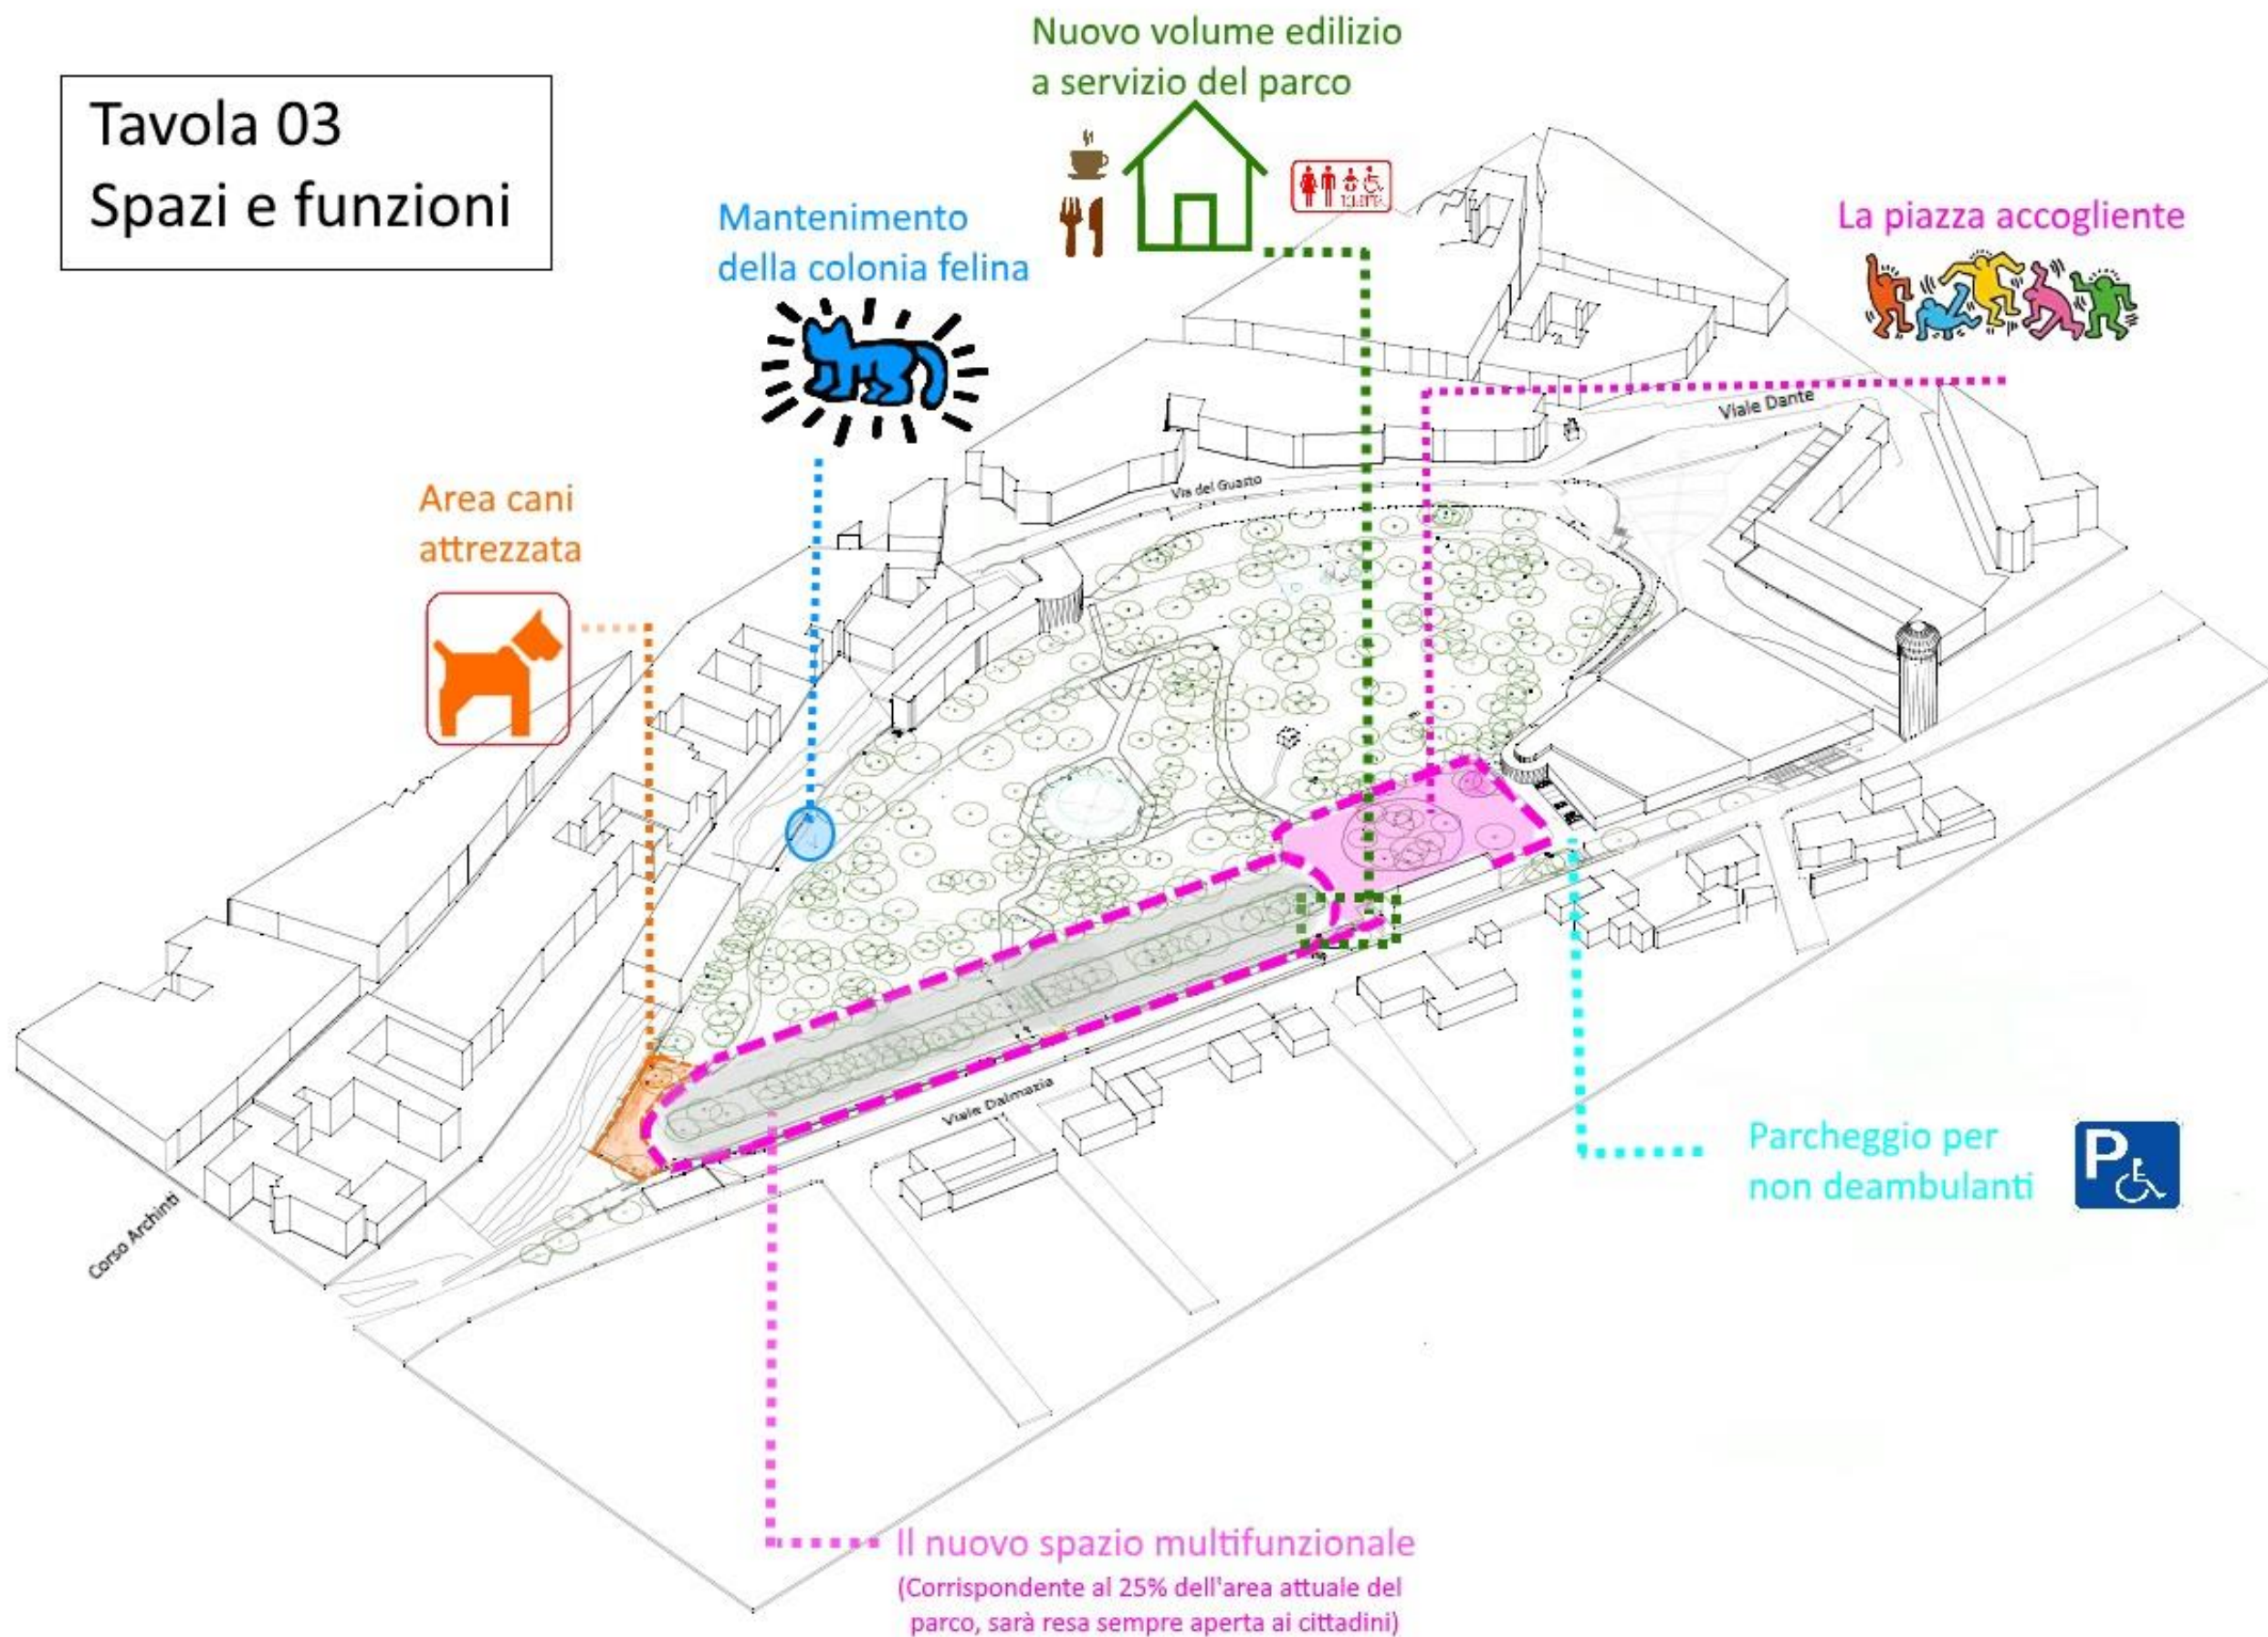 Nuovo volume edilizio
a servizio del parco
Tavola 03
Spazi e funzioni
Mantenimento
della colonia felina
La piazza accogliente
Viale Dante
Via del Guasto
Area cani
attrezzata
Viale Dalmazia
Corso Archinti
Parcheggio per
non deambulanti
P
Il nuovo spazio multifunzionale
(Corrispondente al 25% dell'area attuale del
parco, sarà resa sempre aperta ai cittadini)